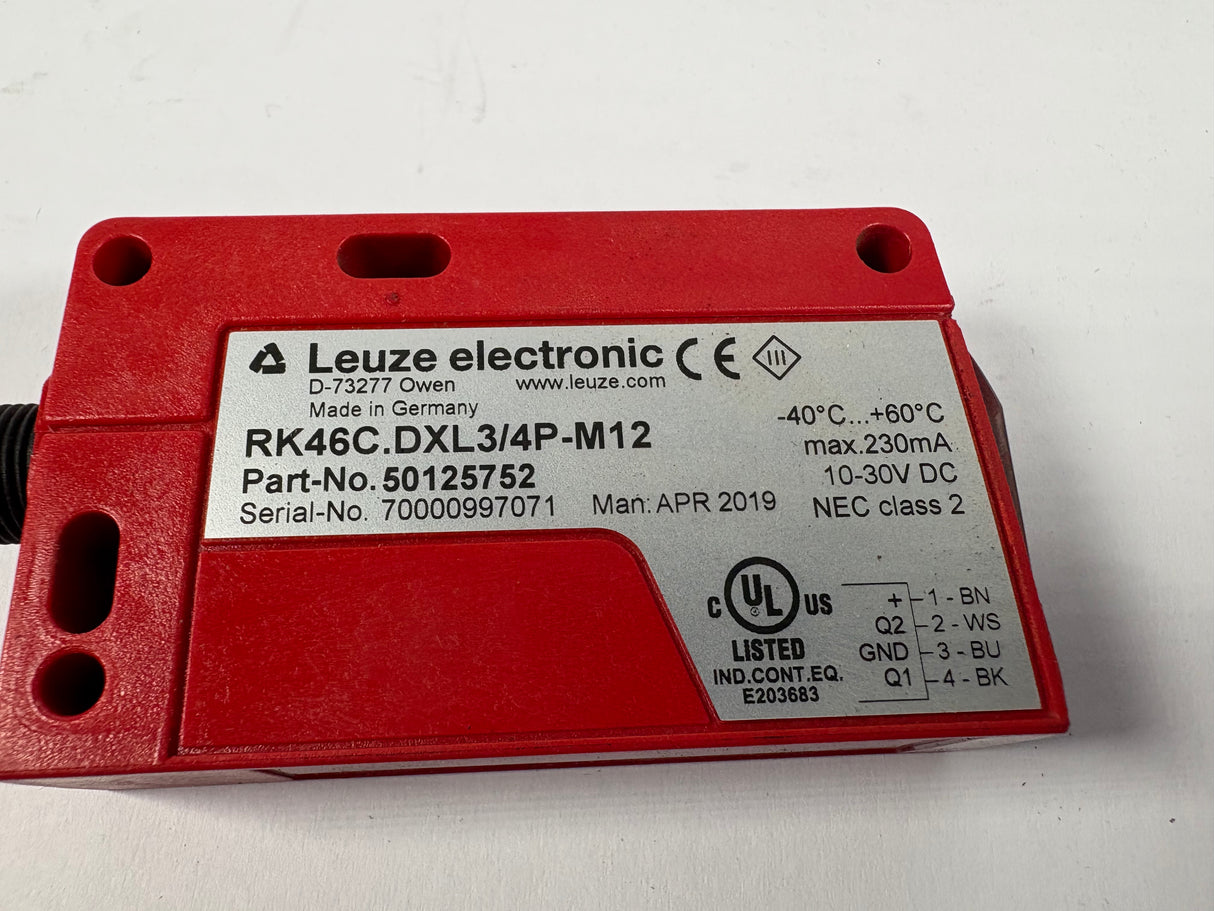 Leuze electronic CE III
D-73277 Owen www.leuze.com
Made in Germany
RK46C.DXL3/4P-M12
Part-No. 50125752
Serial-No. 70000997071 Man: APR 2019
-40°C...+60°C
max.230mA
10-30V DC
NEC class 2
C UL US
LISTED
IND.CONT.EQ.
E203683
+ 1 - BN
Q2 2 - WS
GND 3 - BU
Q1 4 - BK